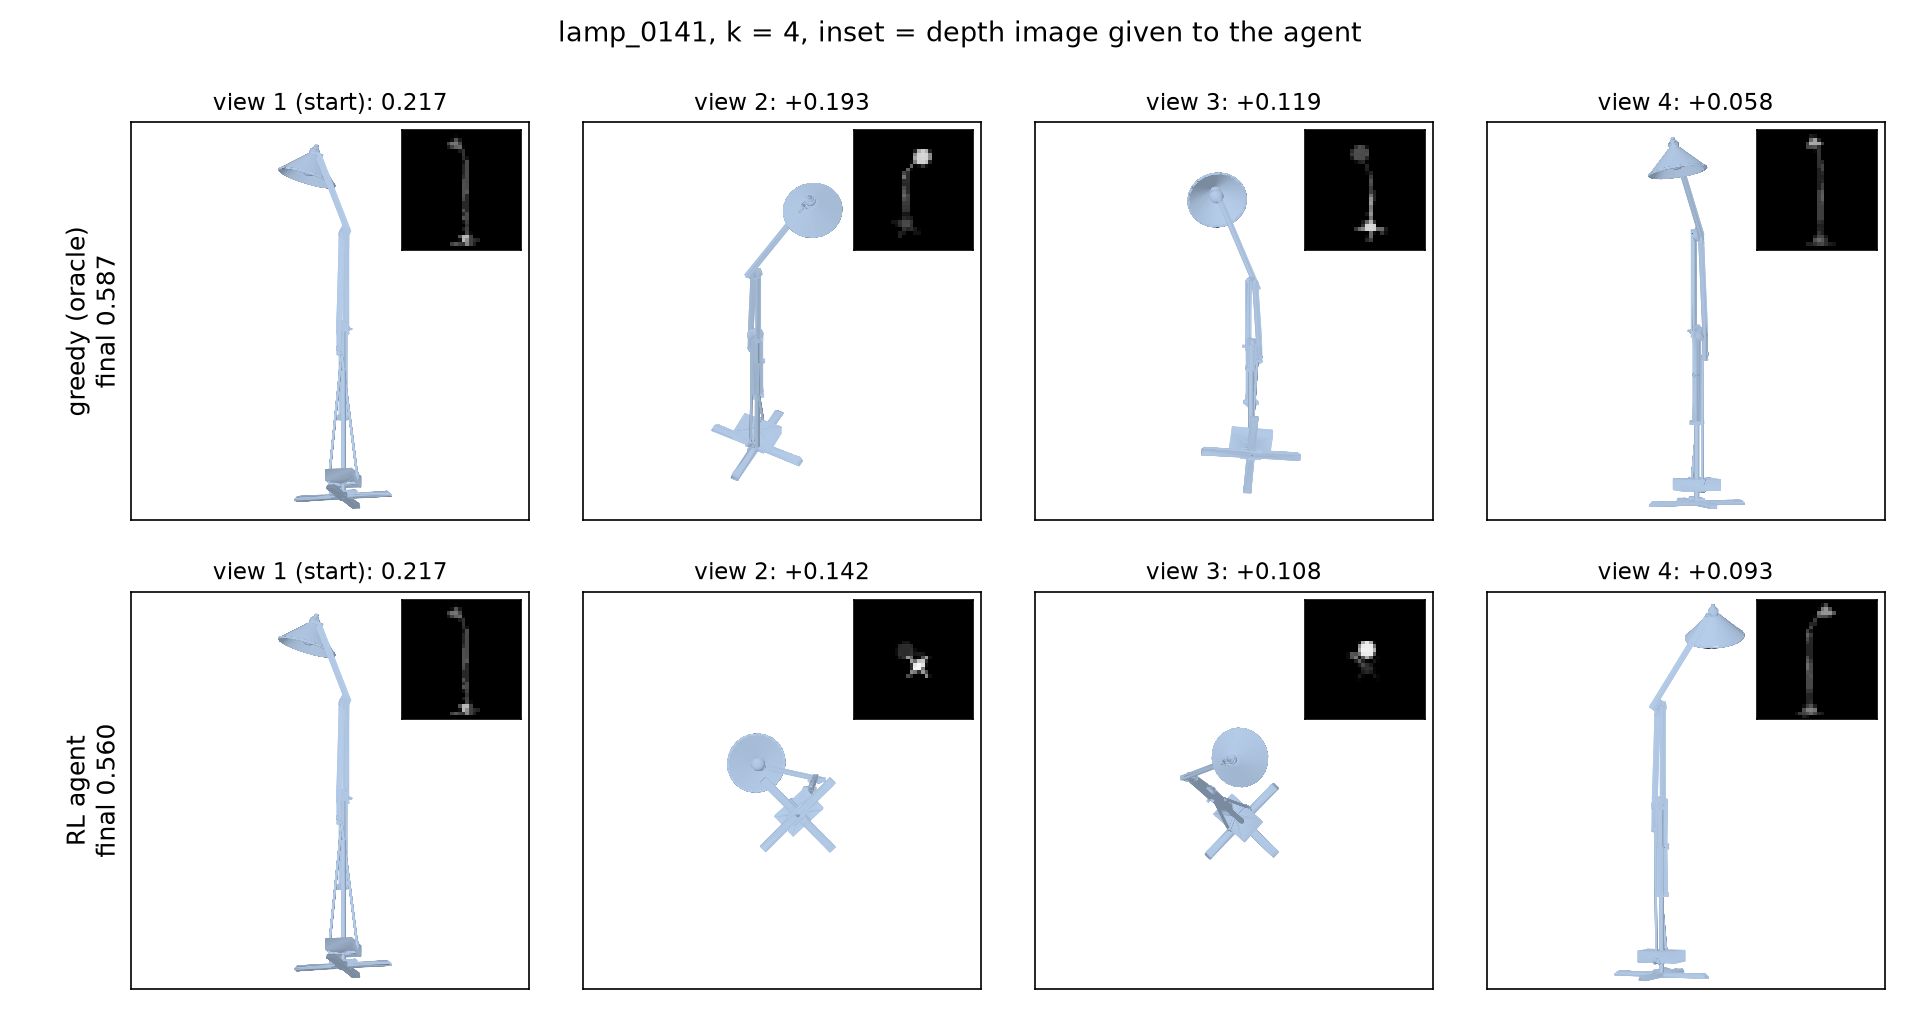 lamp_0141, k = 4, inset = depth image given to the agent
view 1 (start): 0.217
view 2: +0.193
view 3: +0.119
view 4: +0.058
greedy (oracle)
final 0.587
view 1 (start): 0.217
view 2: +0.142
view 3: +0.108
view 4: +0.093
RL agent
final 0.560